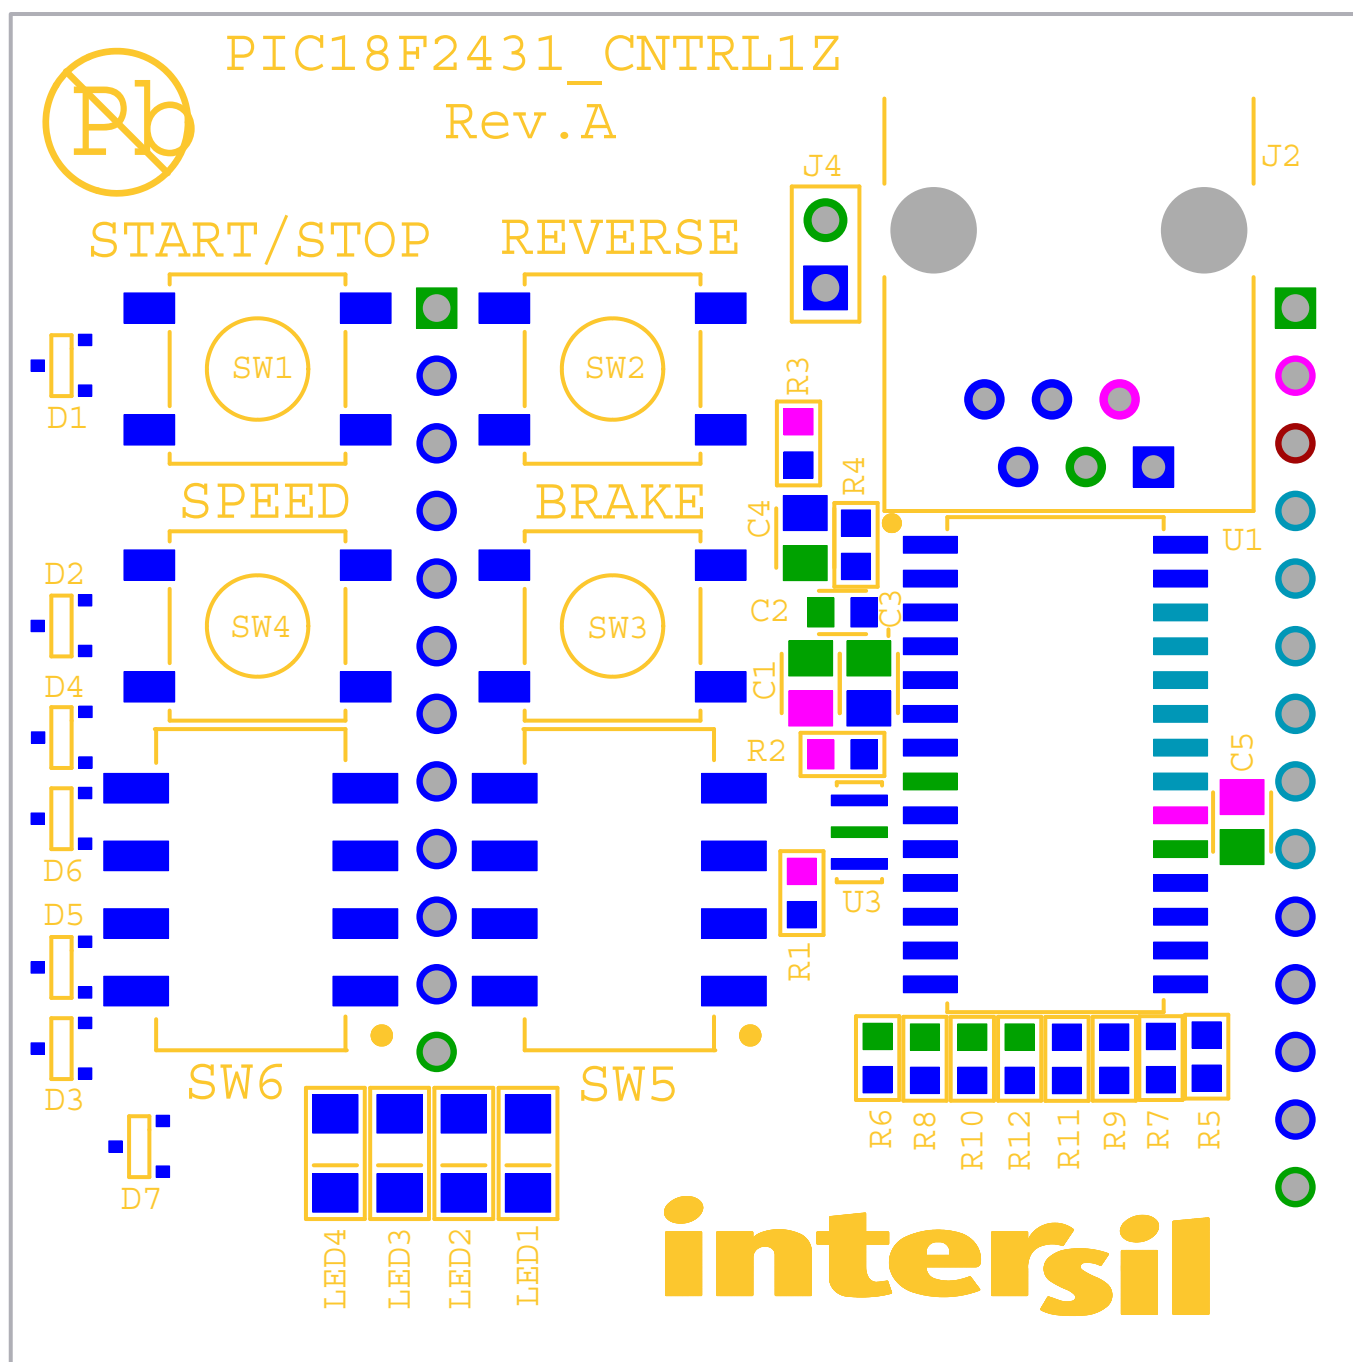 PIC18F2431_CNTRL1Z
Rev.A
Pb
J4
J2
START/STOP
REVERSE
SW1
SW2
R3
D1
R4
SPEED
BRAKE
C4
U1
D2
C2
C3
SW4
SW3
D4
C1
R2
C5
D6
U3
D5
R1
SW6
SW5
D3
R6
R8
R10
R12
R11
R9
R7
R5
D7
LED4
LED3
LED2
LED1
intersil